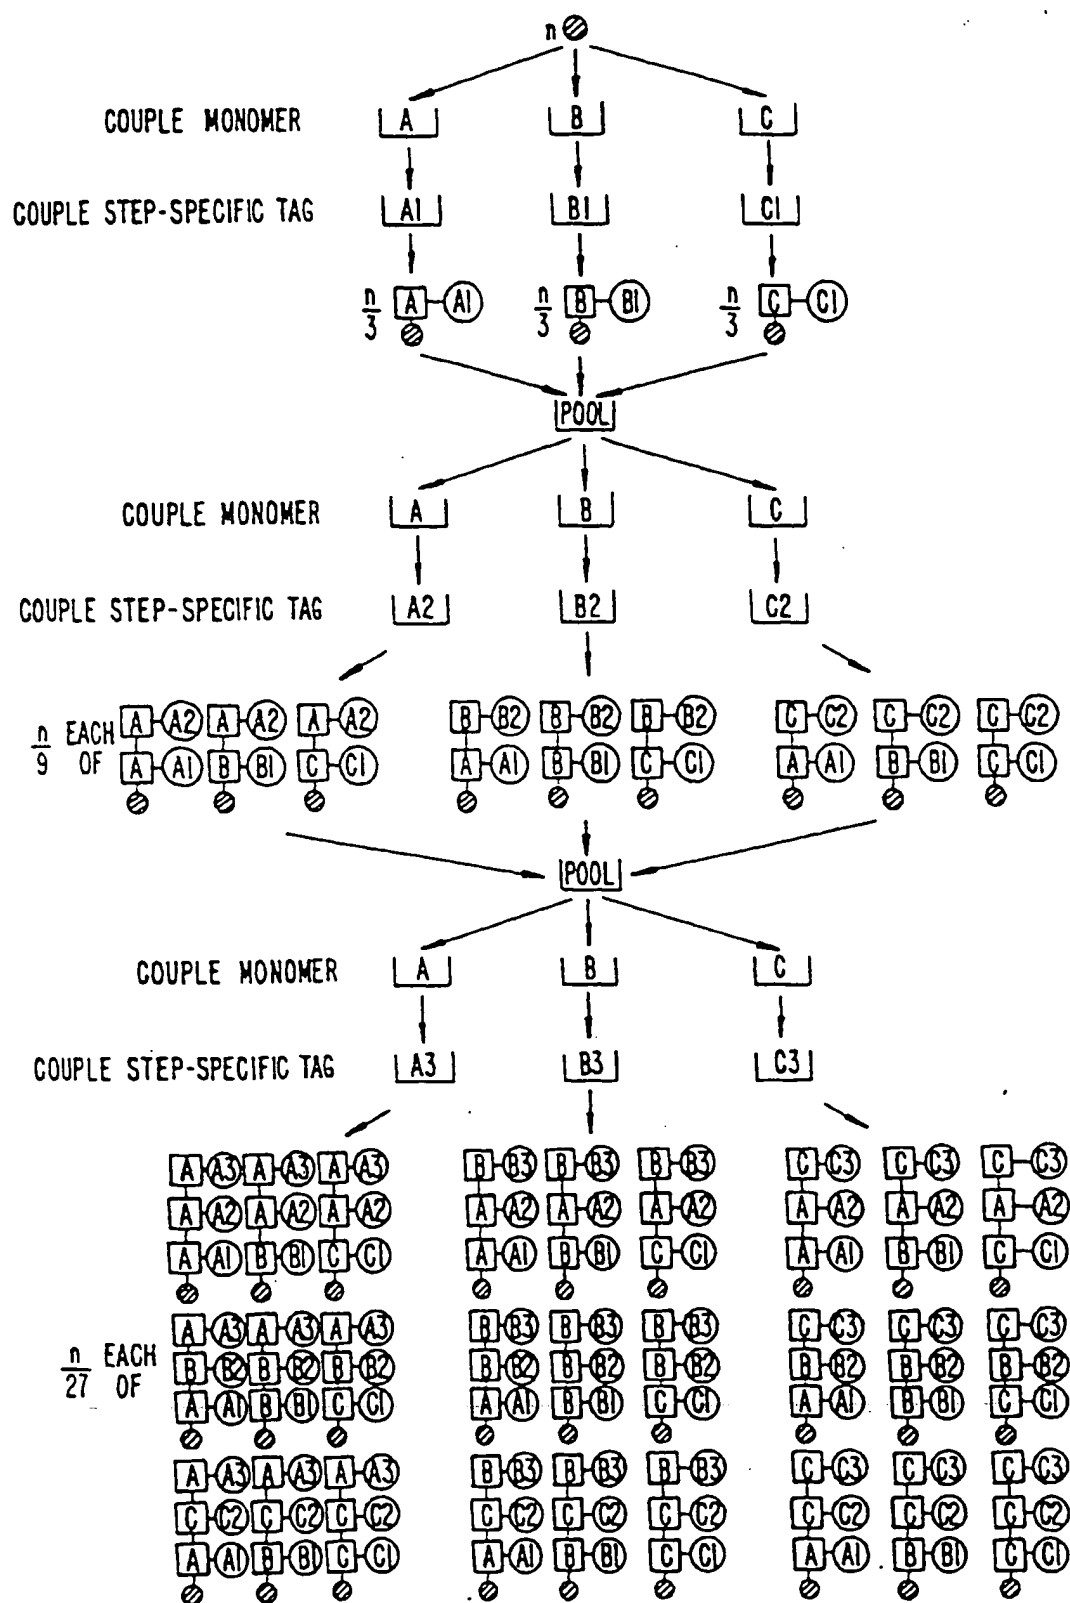 n
COUPLE MONOMER A B C
COUPLE STEP-SPECIFIC TAG A1 B1 C1
n/3 A A1 n/3 B B1 n/3 C C1
POOL
COUPLE MONOMER A B C
COUPLE STEP-SPECIFIC TAG A2 B2 C2
A A2 A A2 A A2 B B2 B B2 B B2 C C2 C C2 C C2
n/9 EACH OF
A A1 B B1 C C1 A A1 B B1 C C1 A A1 B B1 C C1
POOL
COUPLE MONOMER A B C
COUPLE STEP-SPECIFIC TAG A3 B3 C3
A A3 A A3 A A3 B B3 B B3 B B3 C C3 C C3 C C3
A A2 A A2 A A2 A A2 A A2 A A2 A A2 A A2 A A2
A A1 B B1 C C1 A A1 B B1 C C1 A A1 B B1 C C1
n/27 EACH OF
A A3 A A3 A A3 B B3 B B3 B B3 C C3 C C3 C C3
B B2 B B2 B B2 B B2 B B2 B B2 B B2 B B2 B B2
A A1 B B1 C C1 A A1 B B1 C C1 A A1 B B1 C C1
A A3 A A3 A A3 B B3 B B3 B B3 C C3 C C3 C C3
C C2 C C2 C C2 C C2 C C2 C C2 C C2 C C2 C C2
A A1 B B1 C C1 A A1 B B1 C C1 A A1 B B1 C C1